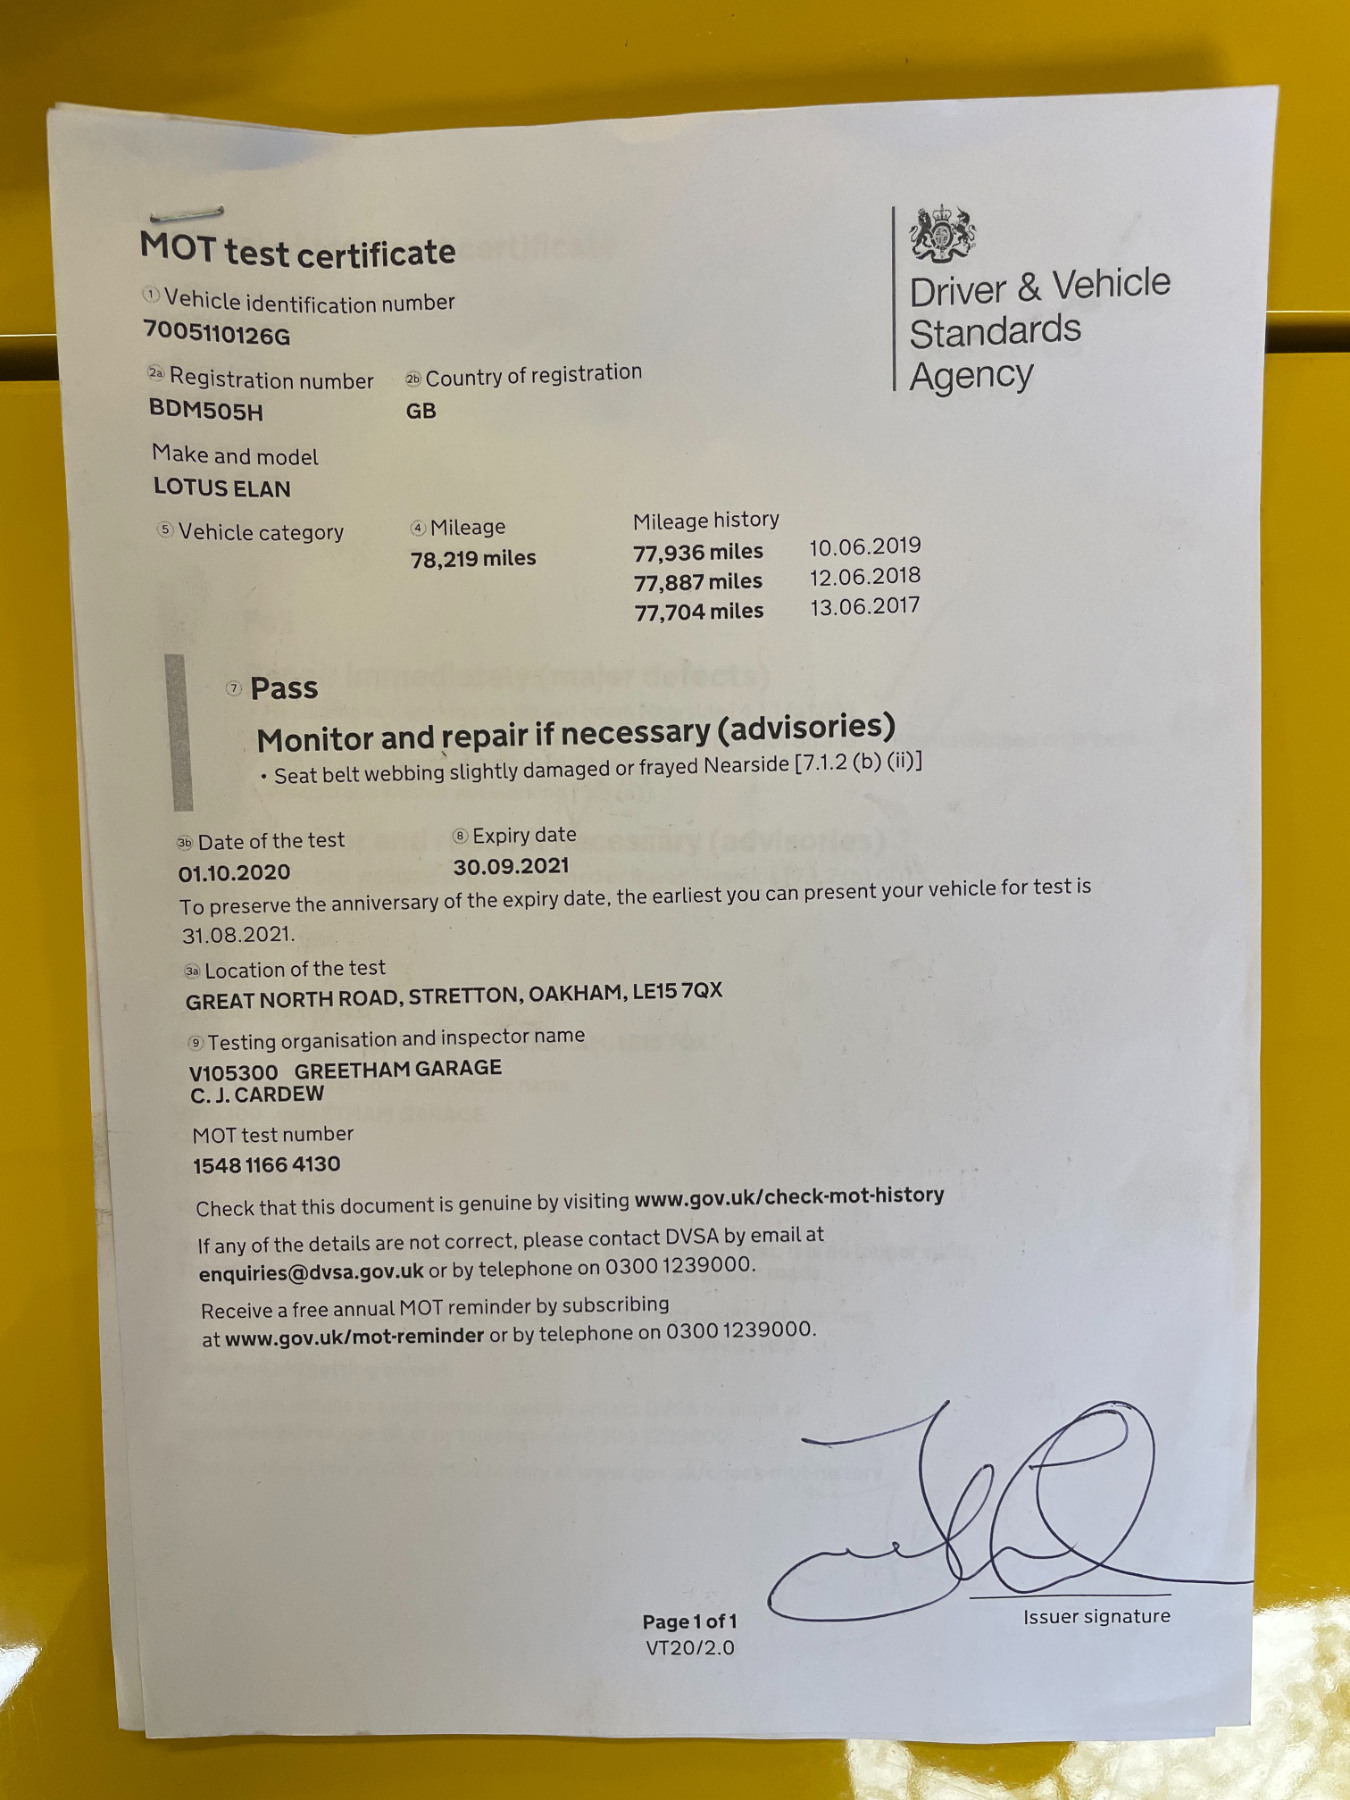 MOT test certificate
Driver & Vehicle
Standards
Agency
1 Vehicle identification number
7005110126G
2a Registration number 2b Country of registration
BDM505H GB
Make and model
LOTUS ELAN
5 Vehicle category 4 Mileage Mileage history
78,219 miles 77,936 miles 10.06.2019
77,887 miles 12.06.2018
77,704 miles 13.06.2017
7 Pass
Monitor and repair if necessary (advisories)
• Seat belt webbing slightly damaged or frayed Nearside [7.1.2 (b) (ii)]
3b Date of the test 8 Expiry date
01.10.2020 30.09.2021
To preserve the anniversary of the expiry date, the earliest you can present your vehicle for test is
31.08.2021.
3a Location of the test
GREAT NORTH ROAD, STRETTON, OAKHAM, LE15 7QX
9 Testing organisation and inspector name
V105300 GREETHAM GARAGE
C. J. CARDEW
MOT test number
1548 1166 4130
Check that this document is genuine by visiting www.gov.uk/check-mot-history
If any of the details are not correct, please contact DVSA by email at
enquiries@dvsa.gov.uk or by telephone on 0300 1239000.
Receive a free annual MOT reminder by subscribing
at www.gov.uk/mot-reminder or by telephone on 0300 1239000.
Issuer signature
Page 1 of 1
VT20/2.0